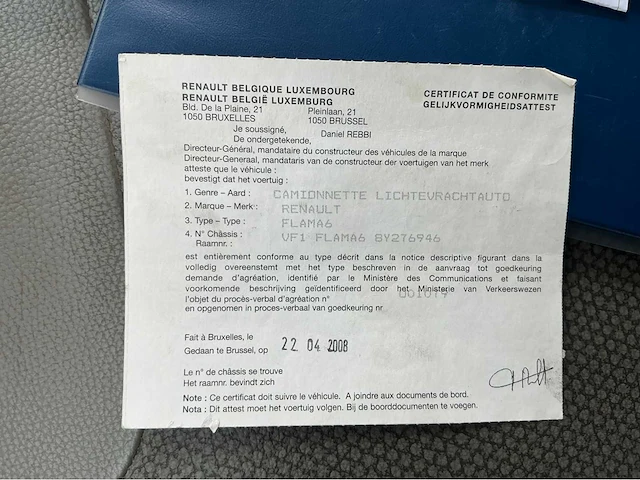 RENAULT BELGIQUE LUXEMBOURG
RENAULT BELGIË LUXEMBURG
CERTIFICAT DE CONFORMITE
GELIJKVORMIGHEIDSATTEST
Bld. De la Plaine, 21 Pleinlaan, 21
1050 BRUXELLES 1050 BRUSSEL
Je soussigné,
De ondergetekende, Daniel REBBI
Directeur-Général, mandataire du constructeur des véhicules de la marque
Directeur-Generaal, mandataris van de constructeur der voertuigen van het merk
atteste que le véhicule :
bevestigt dat het voertuig :
1. Genre – Aard : CAMIONNETTE LICHTEVRACHTAUTO
2. Marque – Merk : RENAULT
3. Type – Type : FLAMA6
4. N° Châssis : VF1 FLAMA6 8Y276946
Raamnr. :
est entièrement conforme au type décrit dans la notice descriptive figurant dans la
volledig overeenstemt met het type beschreven in de aanvraag tot goedkeuring
demande d'agréation, identifié par le Ministère des Communications et faisant
voorkomende beschrijving geïdentificeerd door het Ministerie van Verkeerswezen
l'objet du procès-verbal d'agréation n°
en opgenomen in proces-verbaal van goedkeuring nr
Fait à Bruxelles, le
Gedaan te Brussel, op 22 04 2008
Le n° de châssis se trouve
Het raamnr. bevindt zich
Note : Ce certificat doit suivre le véhicule. A joindre aux documents de bord.
Nota : Dit attest moet het voertuig volgen. Bij de boorddocumenten te voegen.